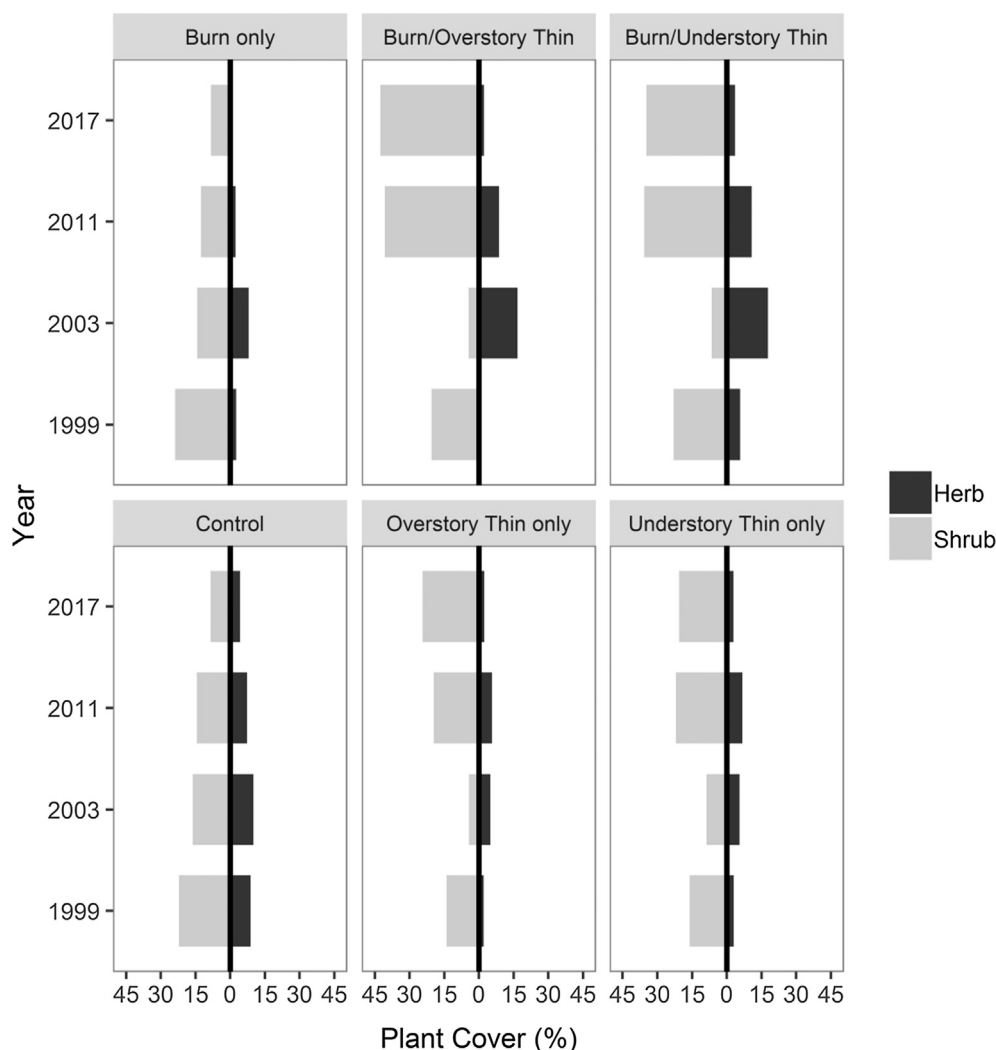 Burn only
Burn/Overstory Thin
Burn/Understory Thin
2017
2011
2003
1999
Year
Herb
Shrub
Control
Overstory Thin only
Understory Thin only
2017
2011
2003
1999
45 30 15 0 15 30 45
45 30 15 0 15 30 45
45 30 15 0 15 30 45
Plant Cover (%)